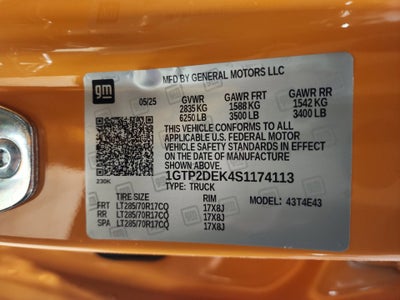 gm
MFD BY GENERAL MOTORS LLC
05/25 GVWR GAWR FRT GAWR RR
2835 KG 1588 KG 1542 KG
6250 LB 3500 LB 3400 LB
THIS VEHICLE CONFORMS TO ALL
APPLICABLE U.S. FEDERAL MOTOR
VEHICLE SAFETY STANDARDS IN
EFFECT ON THE DATE OF MANUFACTURE
SHOWN ABOVE.
1GTP2DEK4S1174113
TYPE: TRUCK
230K
TIRE SIZE RIM MODEL: 43T4E43
FRT LT285/70R17CQ 17X8J
RR LT285/70R17CQ 17X8J
SPA LT285/70R17CQ 17X8J